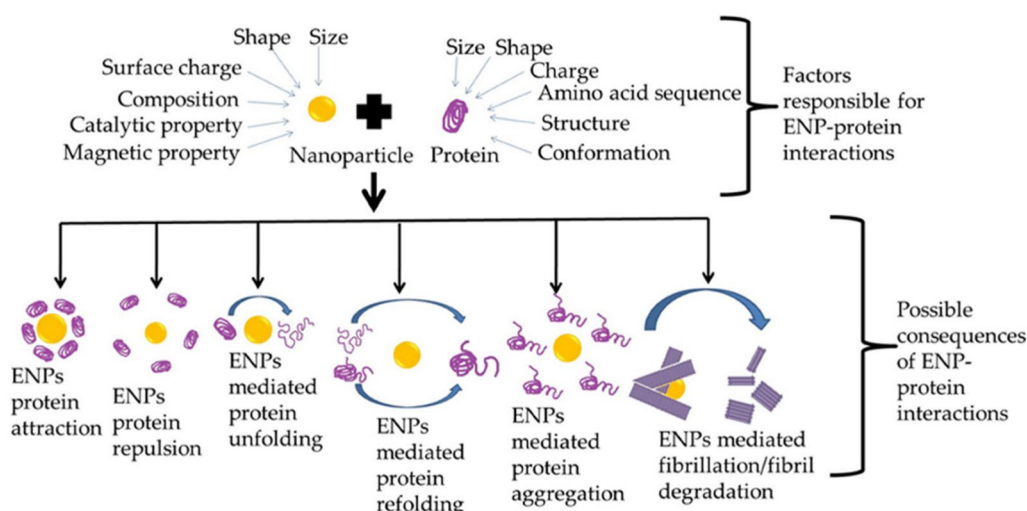 Shape Size
Surface charge
Composition
Catalytic property
Magnetic property
Nanoparticle
Size Shape
Charge
Amino acid sequence
Structure
Conformation
Protein
Factors
responsible for
ENP-protein
interactions
ENPs
protein
attraction
ENPs
protein
repulsion
ENPs
mediated
protein
unfolding
ENPs
mediated
protein
refolding
ENPs
mediated
protein
aggregation
ENPs mediated
fibrillation/fibril
degradation
Possible
consequences
of ENP-
protein
interactions